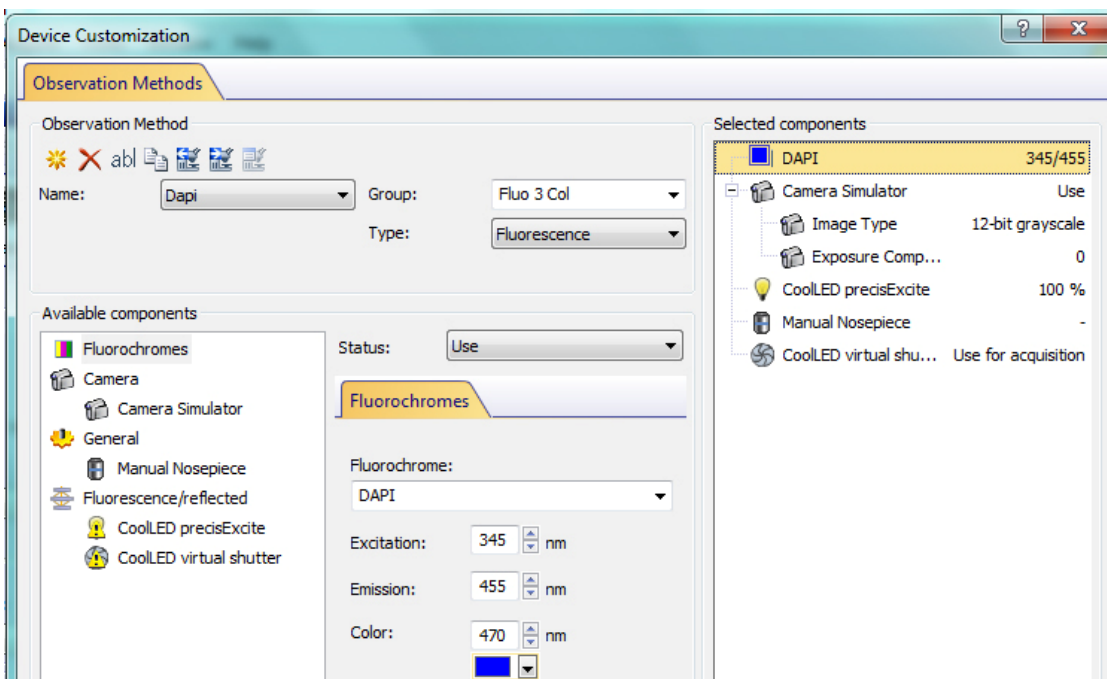 Device Customization
Observation Methods
Observation Method
abl
Name: Dapi Group: Fluo 3 Col
Type: Fluorescence
Available components
Fluorochromes
Camera
Camera Simulator
General
Manual Nosepiece
Fluorescence/reflected
CoolLED precisExcite
CoolLED virtual shutter
Status: Use
Fluorochromes
Fluorochrome:
DAPI
Excitation: 345 nm
Emission: 455 nm
Color: 470 nm
Selected components
DAPI 345/455
Camera Simulator Use
Image Type 12-bit grayscale
Exposure Comp... 0
CoolLED precisExcite 100 %
Manual Nosepiece -
CoolLED virtual shu... Use for acquisition